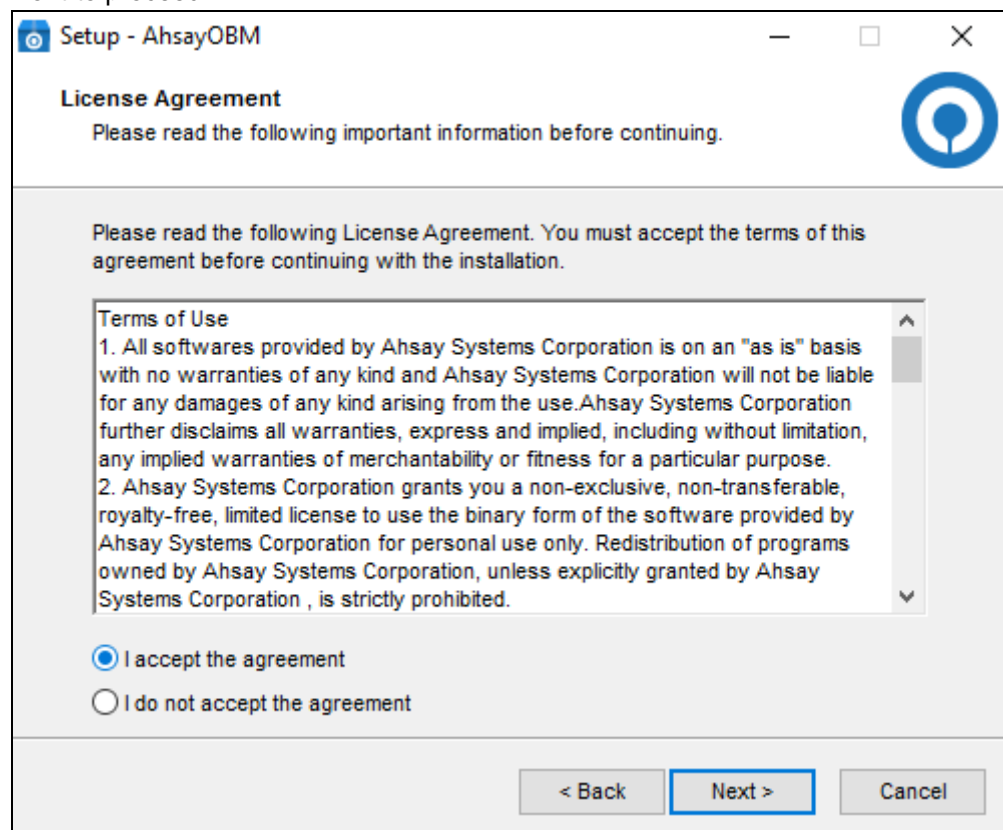 Setup - AhsayOBM
License Agreement
Please read the following important information before continuing.
Please read the following License Agreement. You must accept the terms of this
agreement before continuing with the installation.
Terms of Use
1. All softwares provided by Ahsay Systems Corporation is on an "as is" basis
with no warranties of any kind and Ahsay Systems Corporation will not be liable
for any damages of any kind arising from the use.Ahsay Systems Corporation
further disclaims all warranties, express and implied, including without limitation,
any implied warranties of merchantability or fitness for a particular purpose.
2. Ahsay Systems Corporation grants you a non-exclusive, non-transferable,
royalty-free, limited license to use the binary form of the software provided by
Ahsay Systems Corporation for personal use only. Redistribution of programs
owned by Ahsay Systems Corporation, unless explicitly granted by Ahsay
Systems Corporation , is strictly prohibited.
I accept the agreement
I do not accept the agreement
< Back
Next >
Cancel